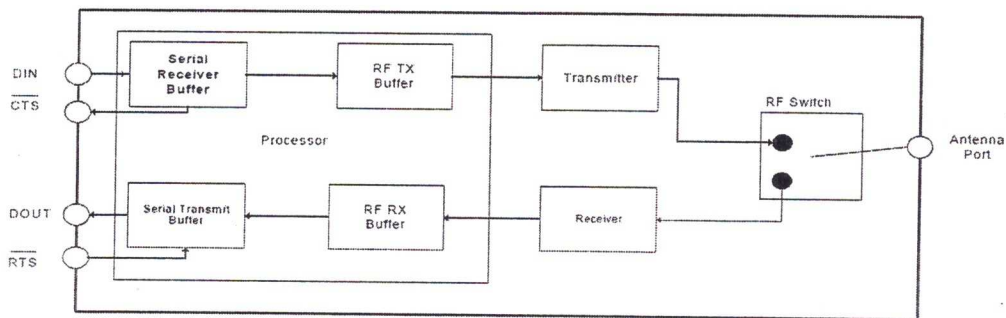 DIN
CTS
Serial
Receiver
Buffer
RF TX
Buffer
Transmitter
RF Switch
Antenna
Port
Processor
DOUT
RTS
Serial Transmit
Buffer
RF RX
Buffer
Receiver